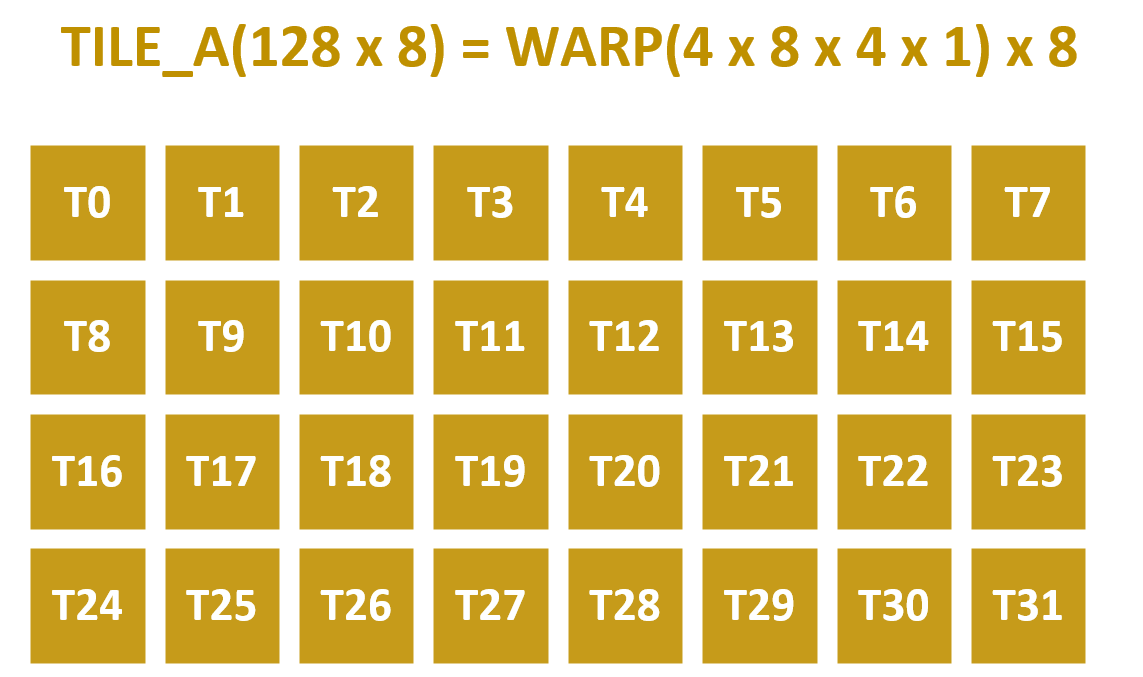 TILE_A(128 x 8) = WARP(4 x 8 x 4 x 1) x 8
T0 T1 T2 T3 T4 T5 T6 T7
T8 T9 T10 T11 T12 T13 T14 T15
T16 T17 T18 T19 T20 T21 T22 T23
T24 T25 T26 T27 T28 T29 T30 T31